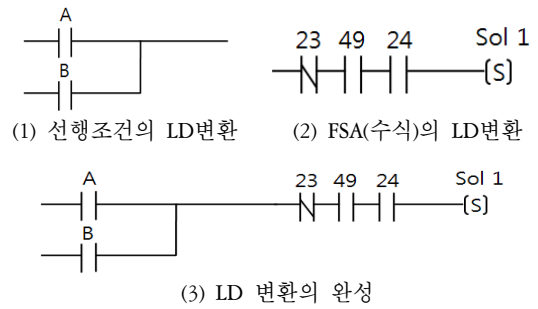 A
B
(1) 선행조건의 LD변환
23 49 24 Sol 1
(S)
(2) FSA(수식)의 LD변환
A
B
23 49 24 Sol 1
(S)
(3) LD 변환의 완성